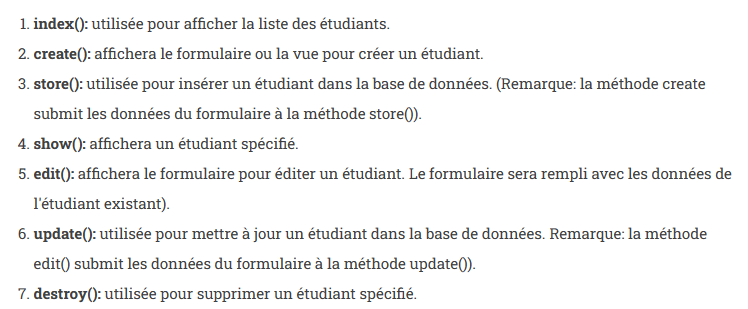 1. index(): utilisée pour afficher la liste des étudiants.
2. create(): affichera le formulaire ou la vue pour créer un étudiant.
3. store(): utilisée pour insérer un étudiant dans la base de données. (Remarque: la méthode create
submit les données du formulaire à la méthode store()).
4. show(): affichera un étudiant spécifié.
5. edit(): affichera le formulaire pour éditer un étudiant. Le formulaire sera rempli avec les données de
l'étudiant existant).
6. update(): utilisée pour mettre à jour un étudiant dans la base de données. Remarque: la méthode
edit() submit les données du formulaire à la méthode update()).
7. destroy(): utilisée pour supprimer un étudiant spécifié.